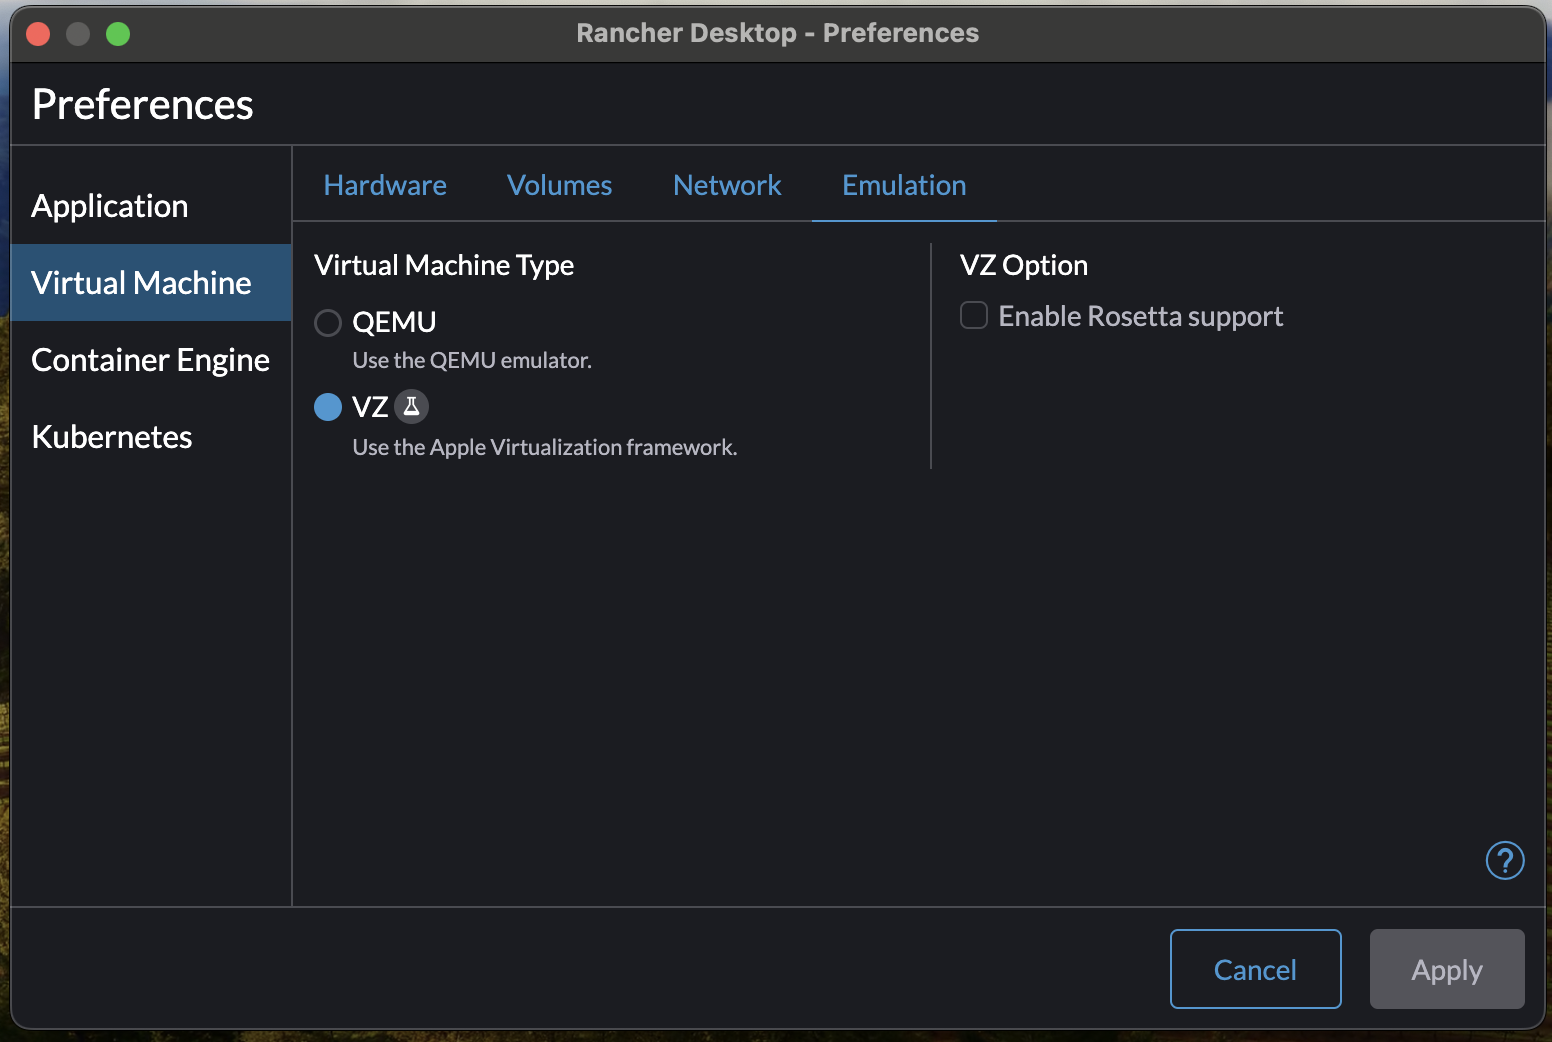 Rancher Desktop - Preferences
Preferences
Application
Virtual Machine
Container Engine
Kubernetes
Hardware
Volumes
Network
Emulation
Virtual Machine Type
QEMU
Use the QEMU emulator.
VZ
Use the Apple Virtualization framework.
VZ Option
Enable Rosetta support
?
Cancel
Apply